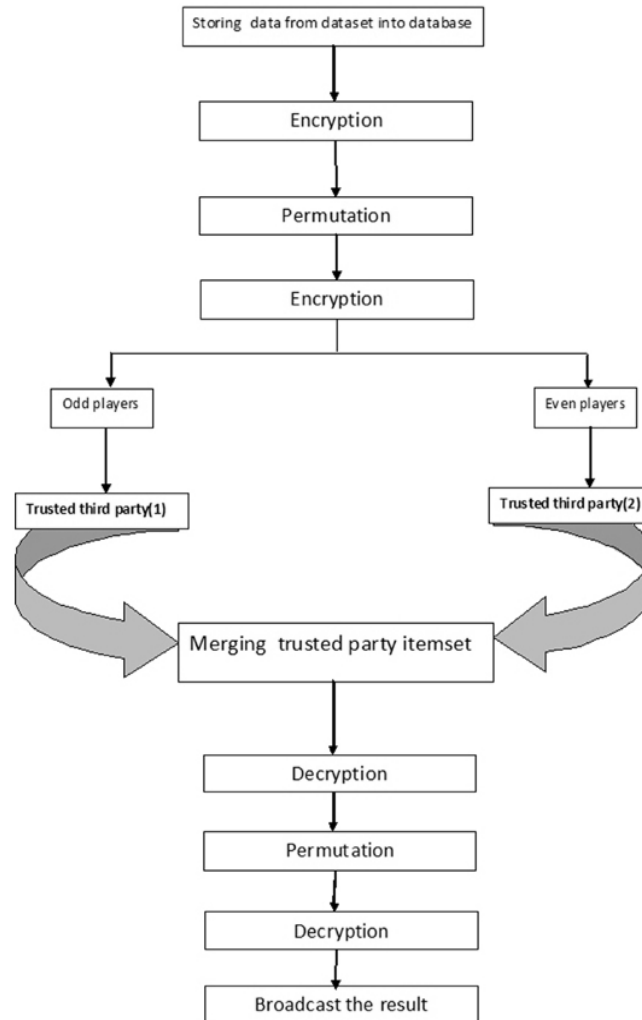 Storing data from dataset into database
Encryption
Permutation
Encryption
Odd players
Even players
Trusted third party(1)
Trusted third party(2)
Merging trusted party itemset
Decryption
Permutation
Decryption
Broadcast the result